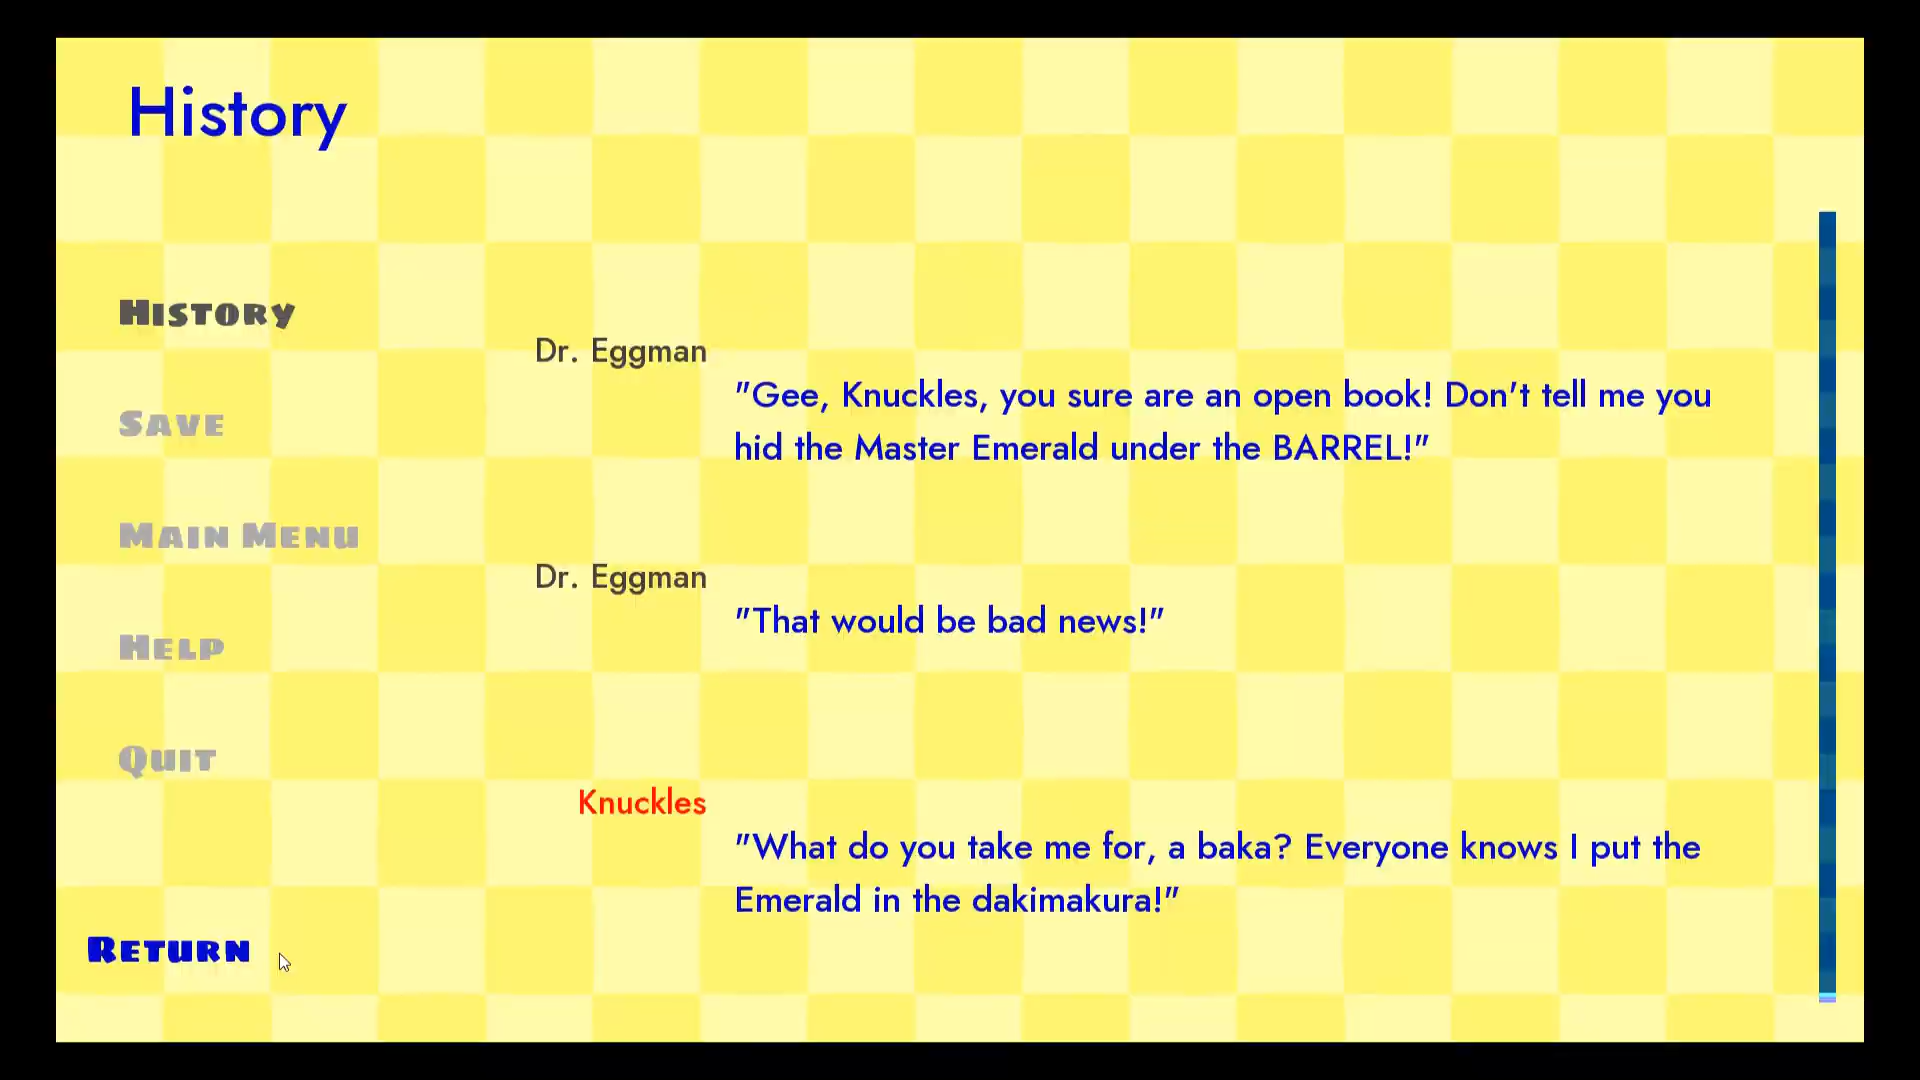 History
History
Save
Main Menu
Help
Quit
Return
Dr. Eggman
"Gee, Knuckles, you sure are an open book! Don't tell me you
hid the Master Emerald under the BARREL!"
Dr. Eggman
"That would be bad news!"
Knuckles
"What do you take me for, a baka? Everyone knows I put the
Emerald in the dakimakura!"